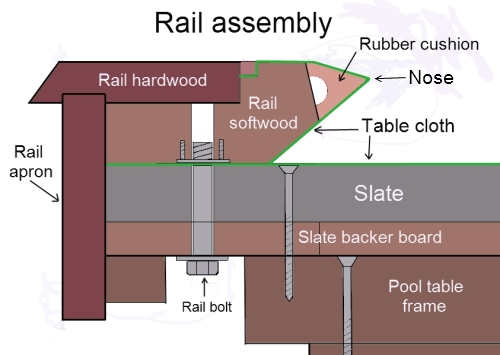 Rail assembly
Rubber cushion
Nose
Rail hardwood
Rail
softwood
Table cloth
Rail
apron
Slate
Slate backer board
Pool table
frame
Rail bolt